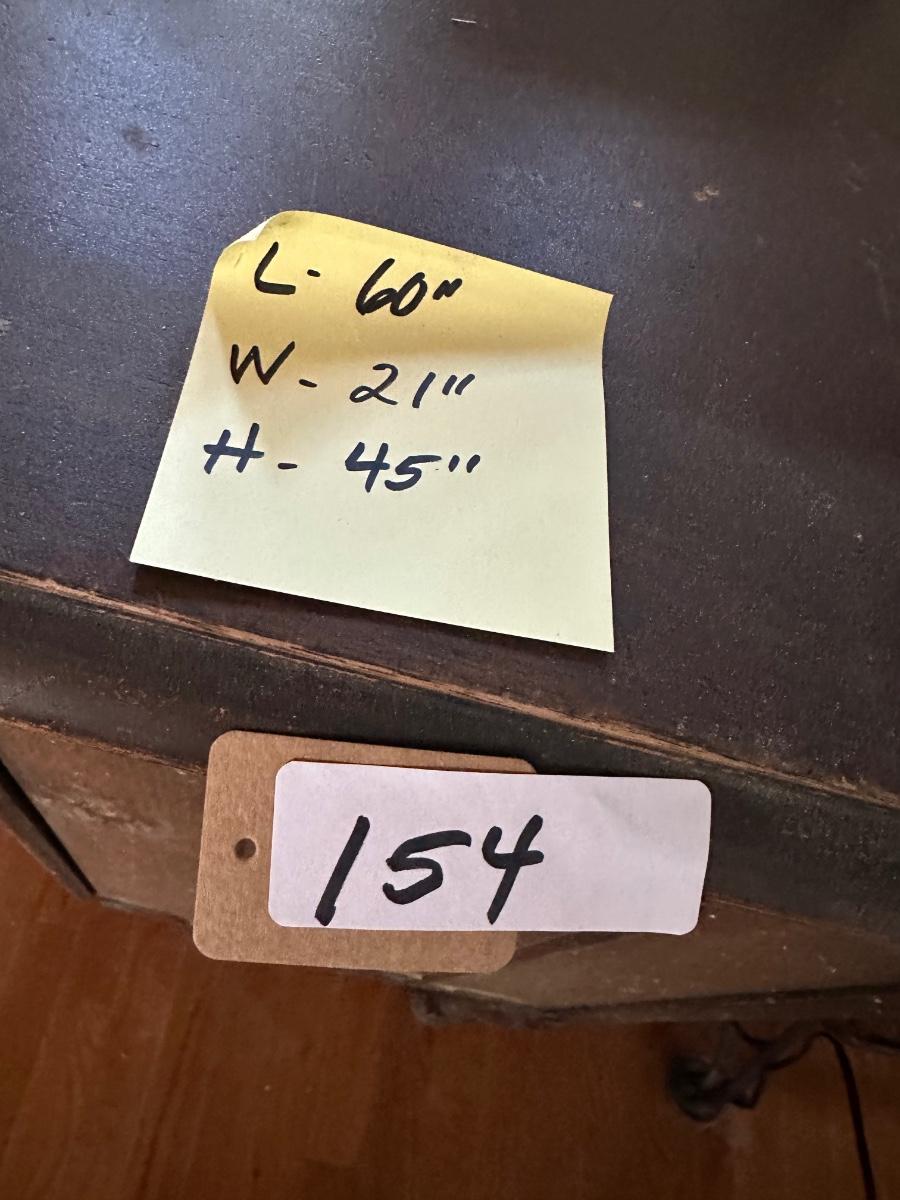 L- 60"
W- 21"
H- 45"
154